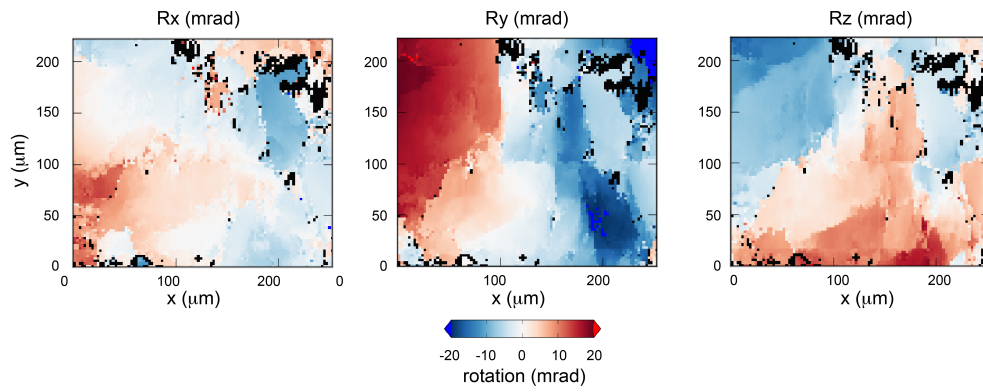 Rx (mrad) Ry (mrad) Rz (mrad)
200 200 200
150 150 150
y (μm) 100 100 100
50 50 50
0 0 0
0 100 200 0 100 200 0 100 200
x (μm) x (μm) x (μm)
-20 -10 0 10 20
rotation (mrad)